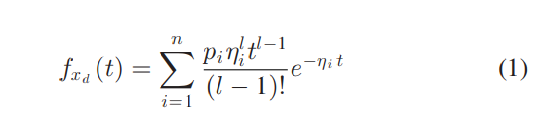 f_{x_d}(t) = \sum_{i=1}^{n} \frac{p_i \eta_i^l t^{l-1}}{(l-1)!} e^{-\eta_i t} (1)